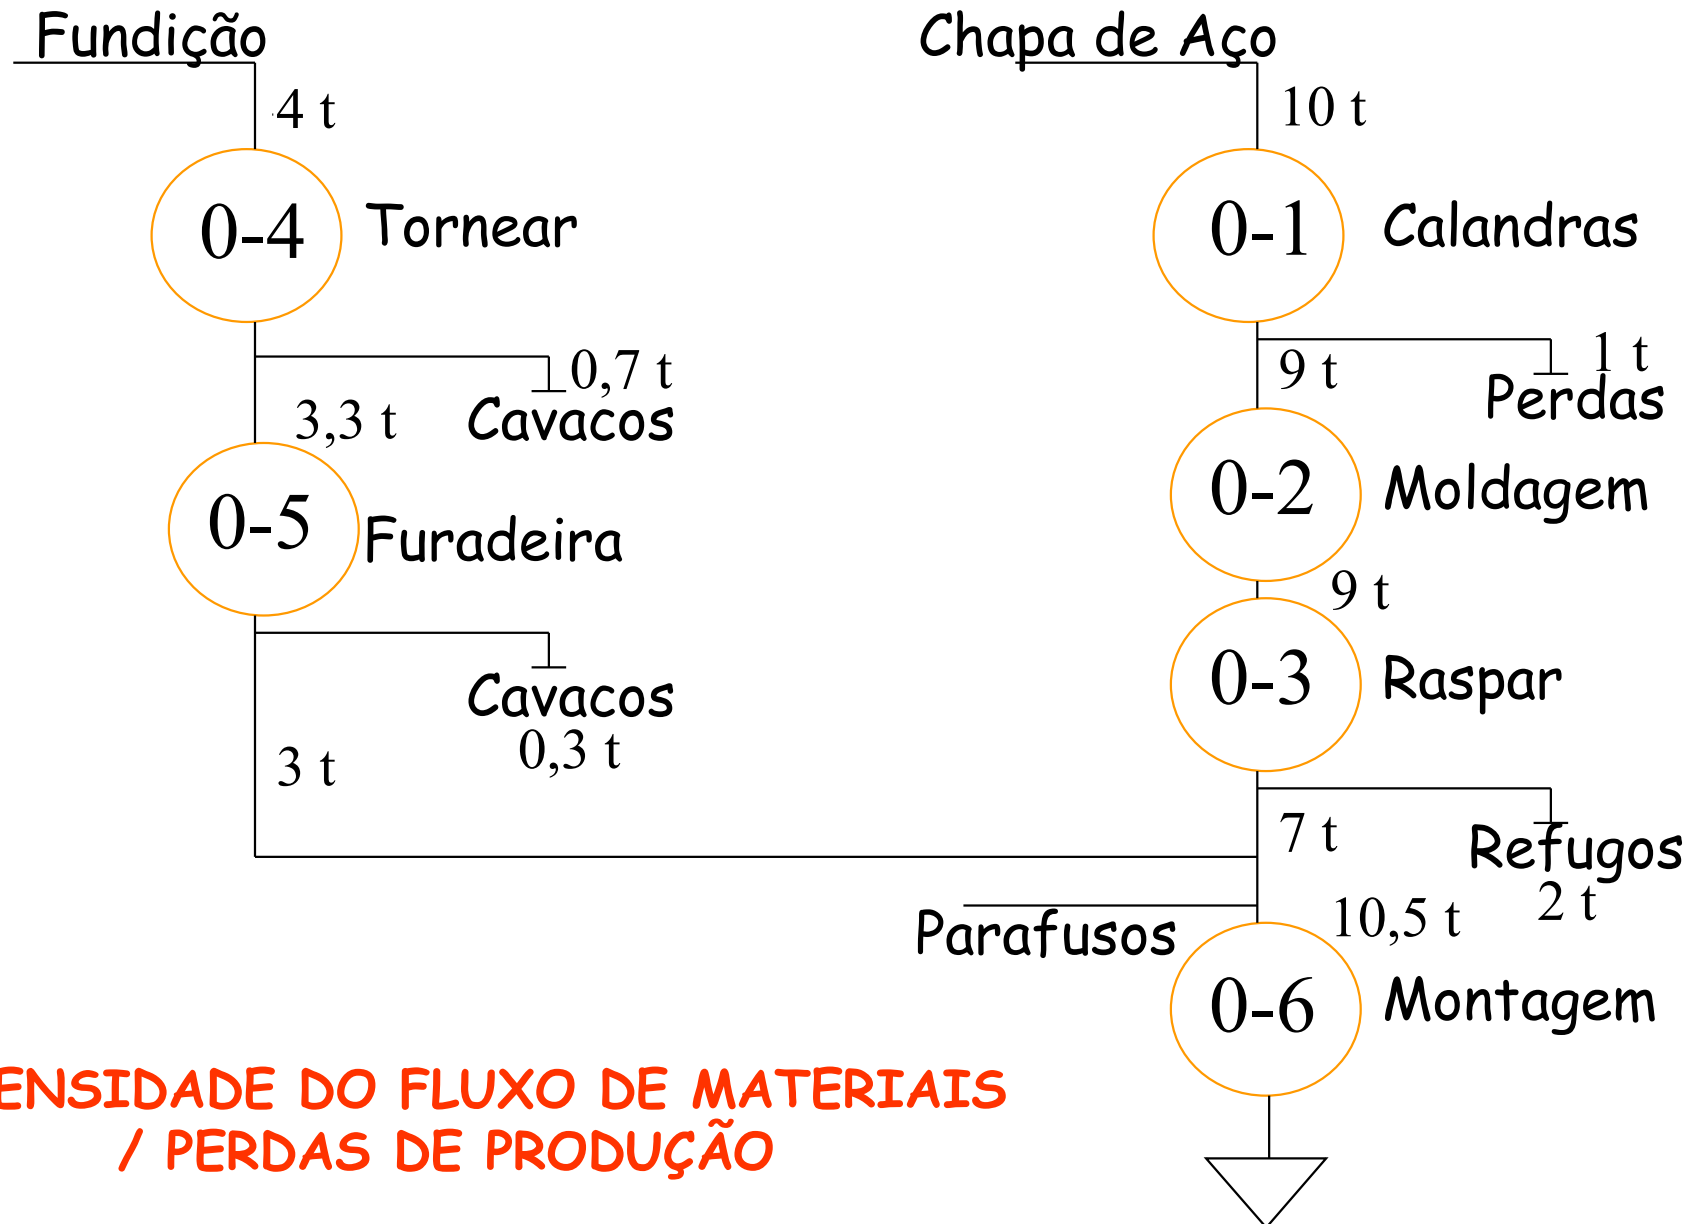 Fundição
4 t
0-4
Tornear
0,7 t
Cavacos
3,3 t
0-5
Furadeira
Cavacos
0,3 t
3 t
Chapa de Aço
10 t
0-1
Calandras
1 t
Perdas
9 t
0-2
Moldagem
9 t
0-3
Raspar
7 t
Refugos
2 t
Parafusos
10,5 t
0-6
Montagem
ENSIDADE DO FLUXO DE MATERIAIS
/ PERDAS DE PRODUÇÃO